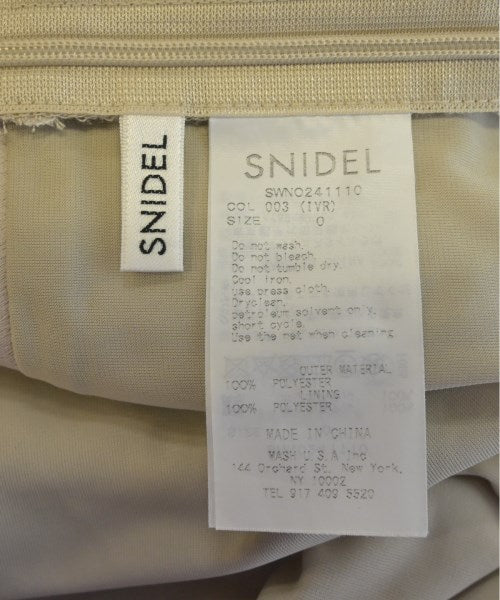 SNIDEL
SNIDEL
SWNO241110
COL 003 (IVR)
SIZE 0
Do not wash.
Do not bleach.
Do not tumble dry.
Cool iron.
use press cloth.
Dryclean.
petroleum solvent only.
short cycle.
Use the net when cleaning
OUTER MATERIAL
100% POLYESTER
LINING
100% POLYESTER
MADE IN CHINA
MASH U.S.A Inc
144 Orchard St. New York.
NY 10002
TEL 917 409 5520